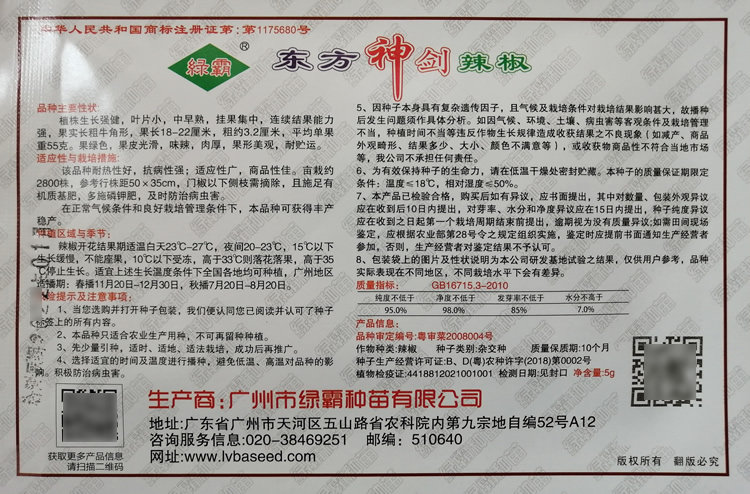 中华人民共和国商标注册证第：第1175680号
绿霸®
东方神剑辣椒
品种主要性状：
植株生长强健，叶片小，中早熟，挂果集中，连续结果能力
强，果实长粗牛角形，果长18－22厘米，粗约3.2厘米，平均单果
重55克。果绿色，果皮光滑，味辣，肉厚，果形美观，耐贮运。
适应性与栽培措施：
该品种耐热性好，抗病性强；适应性广，商品性佳。亩栽约
2800株，参考行株距50×35cm，门椒以下侧枝需摘除，且施足有
机质基肥，多施磷钾肥，及时防治病虫害。
在正常气候条件和良好栽培管理条件下，本品种可获得丰产
稳产。
区域与季节：
辣椒开花结果期适温白天23℃－27℃，夜间20－23℃，15℃以下
生长缓慢，不能座果，10℃以下受冻，高于33℃则落花落果，高于35
停止生长。适宜上述生长温度条件下全国各地均可种植，广州地区
适播期：春播11月20日－12月30日，秋播7月20日－8月20日。
险提示及注意事项：
1、当您选购并打开种子包装，我们便认同您已阅读并认可了种子
签上的所有内容。
2、本品种只适合农业生产用种，不可再留种种植。
3、先少量引种，适时、适地、适法栽培，成功后再推广。
4、选择适宜的时间及温度进行播种，避免低温、高温对品种的影
响。积极防治病虫害。
5、因种子本身具有复杂遗传因子，且气候及栽培条件对栽培结果影响甚大，故播种
后发生问题须作具体分析。如因气候、环境、土壤、病虫害等客观条件及栽培管理
不当，种植时间不当等违反作物生长规律造成收获结果之不良现象（如减产、商品
外观畸形、结果多少、大小、颜色不满意等），或收获物商品性不符合当地市场
等，我公司不承担任何责任。
6、为有效保持种子的生命力，请在低温干燥处密封贮藏。本种子的质量保证期限定
条件：温度≤18℃，相对湿度≤50%。
7、本产品已检验合格，购买后如有异议，应书面提出，其中对数量、包装外观异议
应在收到后10日内提出，对芽率、水分和净度异议应在15日内提出，种子纯度异议
应在收到之日起第一个栽培周期结束前提出，逾期视为没有质量异议;如需田间现场
鉴定，应根据农业部第28号令之规定组织实施，鉴定时应提前书面通知生产经营者
参加，否则，生产经营者对鉴定结果不予认可。
8、包装袋上的图片及性状说明为本公司研发基地试验之结果，仅供用户参考，品种
实际表现在不同地区，不同栽培水平下会有差异。
质量指标： GB16715.3-2010
纯度不低于 净度不低于 发芽率不低于 水分不高于
95.0% 98.0% 85% 7.0%
产品信息：
品种审定编号:粤审菜2008004号
作物种类:辣椒 种子类别:杂交种 质量保质期:10个月
种子生产经营许可证:B、D(粤)农种许字(2018)第0002号
植物检疫证:4418812021001001 检测日期:见封口 净含量:5g
生产商:广州市绿霸种苗有限公司
地址:广东省广州市天河区五山路省农科院内第九宗地自编52号A12
咨询服务信息:020-38469251 邮编：510640
网址:www.lvbaseed.com
获取更多产品信息
请扫描二维码
版权所有 翻版必究